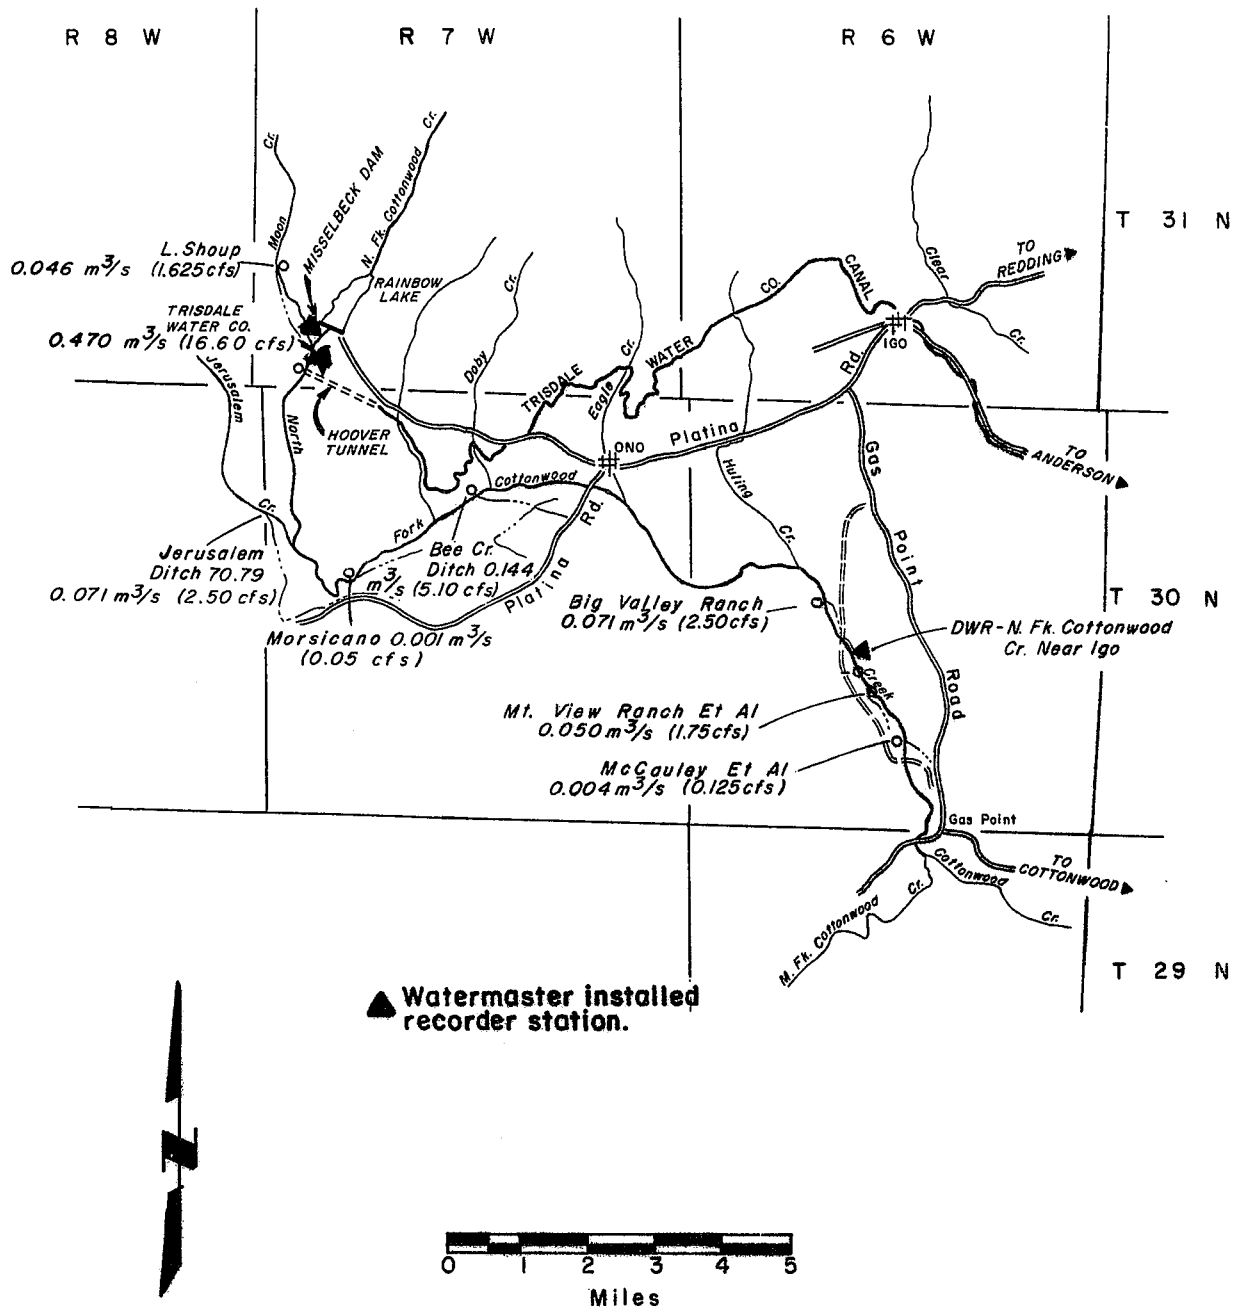 R 8 W
R 7 W
R 6 W
T 31 N
T 30 N
T 29 N
Cr.
Moon
MISSELBECK DAM
N. Fk. Cottonwood
Cr.
RAINBOW
LAKE
L. Shoup
0.046 m³/s (1.625 cfs)
TRISDALE
WATER CO.
0.470 m³/s (16.60 cfs)
Jerusalem
Cr.
North
HOOVER
TUNNEL
Doby
Cr.
TRISDALE
WATER
CO.
CANAL
Eagle
Cr.
Clear
Cr.
TO
REDDING
IGO
Rd.
Platina
ONO
TO
ANDERSON
Gas
Point
Road
Huling
Cr.
Fork
Cottonwood
Rd.
Platina
Jerusalem
Ditch 70.79
0.071 m³/s (2.50 cfs)
Bee Cr.
Ditch 0.144
m³/s (5.10 cfs)
Morsicano 0.001 m³/s
(0.05 cfs)
Big Valley Ranch
0.071 m³/s (2.50cfs)
DWR-N. Fk. Cottonwood
Cr. Near Igo
Creek
Mt. View Ranch Et Al
0.050 m³/s (1.75cfs)
McCauley Et Al
0.004 m³/s (0.125cfs)
Gas Point
TO
COTTONWOOD
Cottonwood
Cr.
M. Fk. Cottonwood
Cr.
Watermaster installed
recorder station.
N
0 1 2 3 4 5
Miles